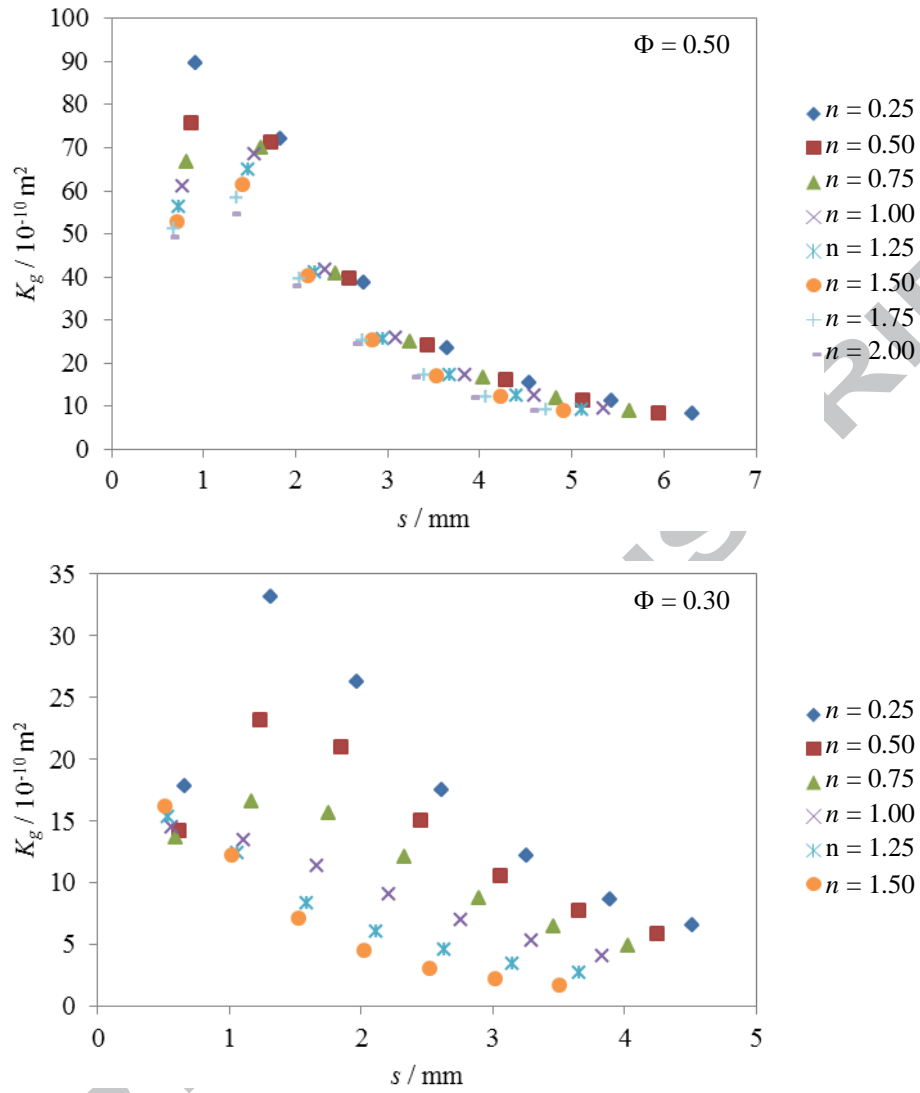 Φ = 0.50
100
90
80
70
60
50
40
30
20
10
0
K_g / 10⁻¹⁰ m²
0 1 2 3 4 5 6 7
s / mm
n = 0.25
n = 0.50
n = 0.75
n = 1.00
n = 1.25
n = 1.50
n = 1.75
n = 2.00
Φ = 0.30
35
30
25
20
15
10
5
0
K_g / 10⁻¹⁰ m²
0 1 2 3 4 5
s / mm
n = 0.25
n = 0.50
n = 0.75
n = 1.00
n = 1.25
n = 1.50